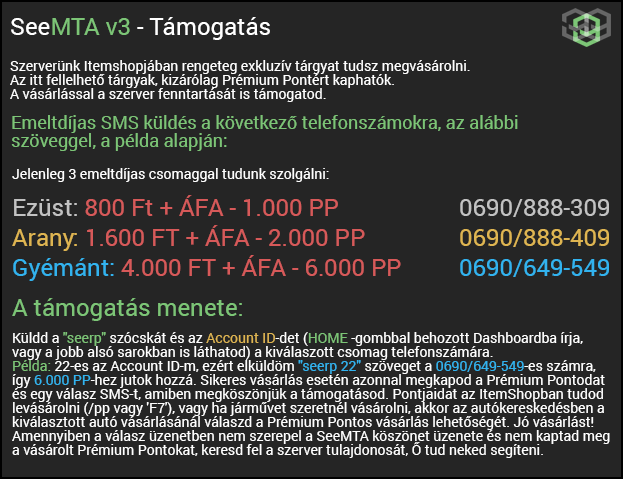 SeeMTA v3 - Támogatás
Szerverünk Itemshopjában rengeteg exkluzív tárgyat tudsz megvásárolni.
Az itt fellelhető tárgyak, kizárólag Prémium Pontért kaphatók.
A vásárlással a szerver fenntartását is támogatod.
Emeltdíjas SMS küldés a következő telefonszámokra, az alábbi
szöveggel, a példa alapján:
Jelenleg 3 emeltdíjas csomaggal tudunk szolgálni:
Ezüst: 800 Ft + ÁFA - 1.000 PP 0690/888-309
Arany: 1.600 FT + ÁFA - 2.000 PP 0690/888-409
Gyémánt: 4.000 FT + ÁFA - 6.000 PP 0690/649-549
A támogatás menete:
Küldd a "seerp" szócskát és az Account ID-det (HOME -gombbal behozott Dashboardba írja,
vagy a jobb alsó sarokban is láthatod) a kiválaszott csomag telefonszámára.
Példa: 22-es az Account ID-m, ezért elküldöm "seerp 22" szöveget a 0690/649-549-es számra,
így 6.000 PP-hez jutok hozzá. Sikeres vásárlás esetén azonnal megkapod a Prémium Pontodat
és egy válasz SMS-t, amiben megköszönjük a támogatásod. Pontjaidat az ItemShopban tudod
levásárolni (/pp vagy 'F7'), vagy ha járművet szeretnél vásárolni, akkor az autókereskedésben a
kiválasztott autó vásárlásánál válaszd a Prémium Pontos vásárlás lehetőségét. Jó vásárlást!
Amennyiben a válasz üzenetben nem szerepel a SeeMTA köszönet üzenete és nem kaptad meg
a vásárolt Prémium Pontokat, keresd fel a szerver tulajdonosát, Ő tud neked segíteni.